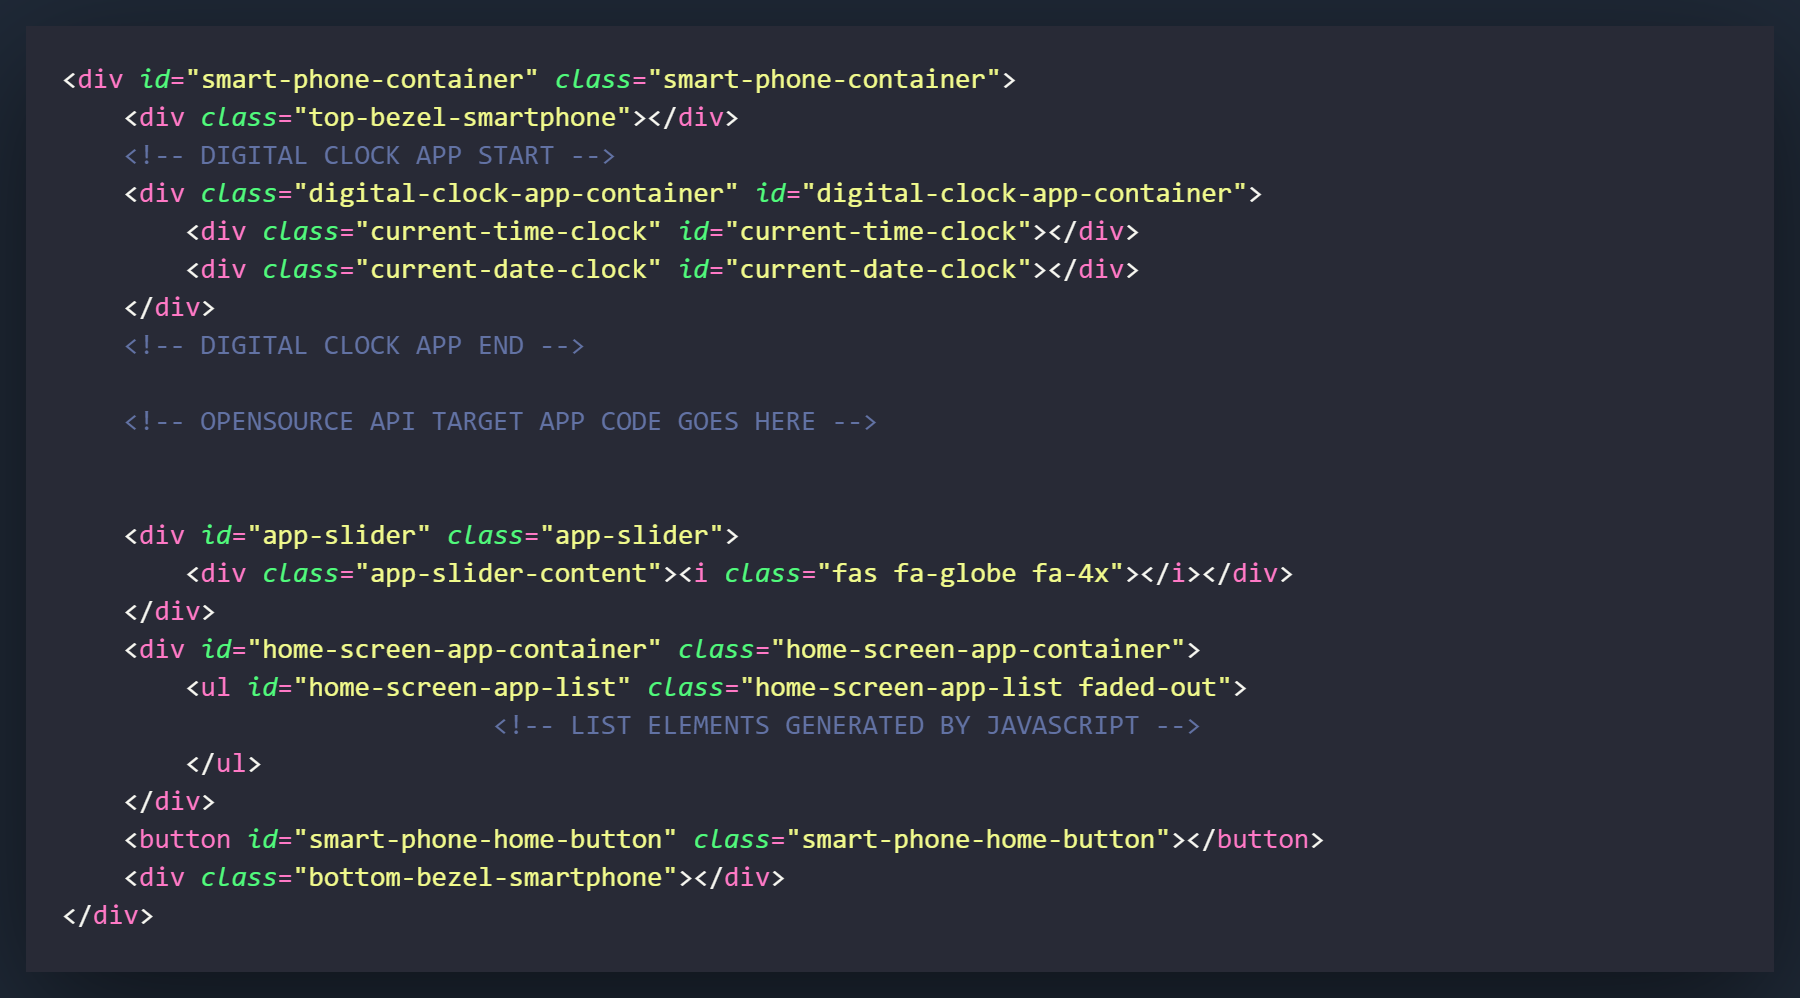 <div id="smart-phone-container" class="smart-phone-container">
    <div class="top-bezel-smartphone"></div>
    <!-- DIGITAL CLOCK APP START -->
    <div class="digital-clock-app-container" id="digital-clock-app-container">
        <div class="current-time-clock" id="current-time-clock"></div>
        <div class="current-date-clock" id="current-date-clock"></div>
    </div>
    <!-- DIGITAL CLOCK APP END -->
    <!-- OPENSOURCE API TARGET APP CODE GOES HERE -->
    <div id="app-slider" class="app-slider">
        <div class="app-slider-content"><i class="fas fa-globe fa-4x"></i></div>
    </div>
    <div id="home-screen-app-container" class="home-screen-app-container">
        <ul id="home-screen-app-list" class="home-screen-app-list faded-out">
                            <!-- LIST ELEMENTS GENERATED BY JAVASCRIPT -->
        </ul>
    </div>
    <button id="smart-phone-home-button" class="smart-phone-home-button"></button>
    <div class="bottom-bezel-smartphone"></div>
</div>